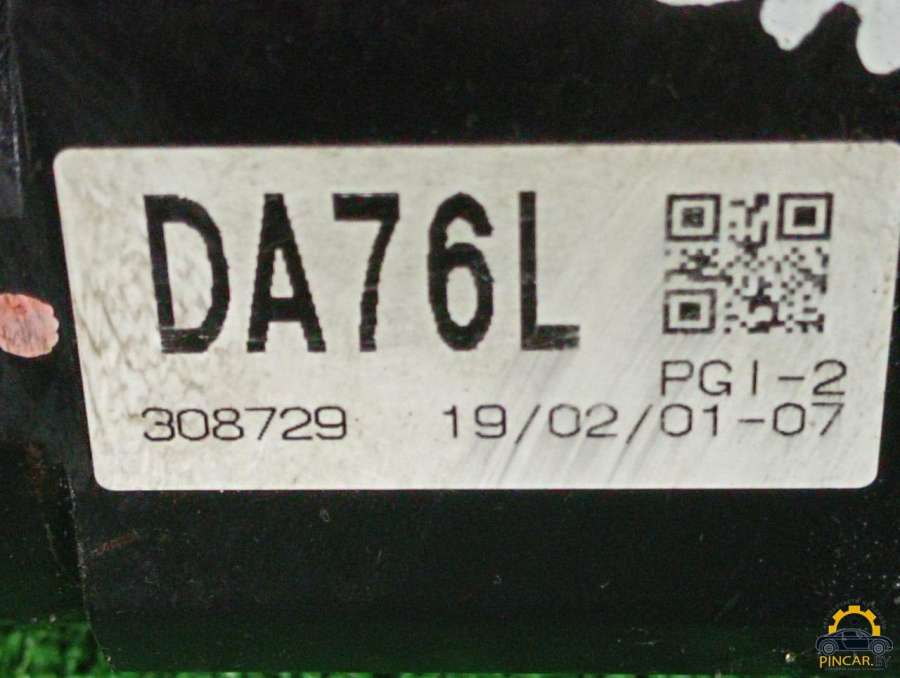 DA76L
PGI-2
308729 19/02/01-07
PINCAR.BY